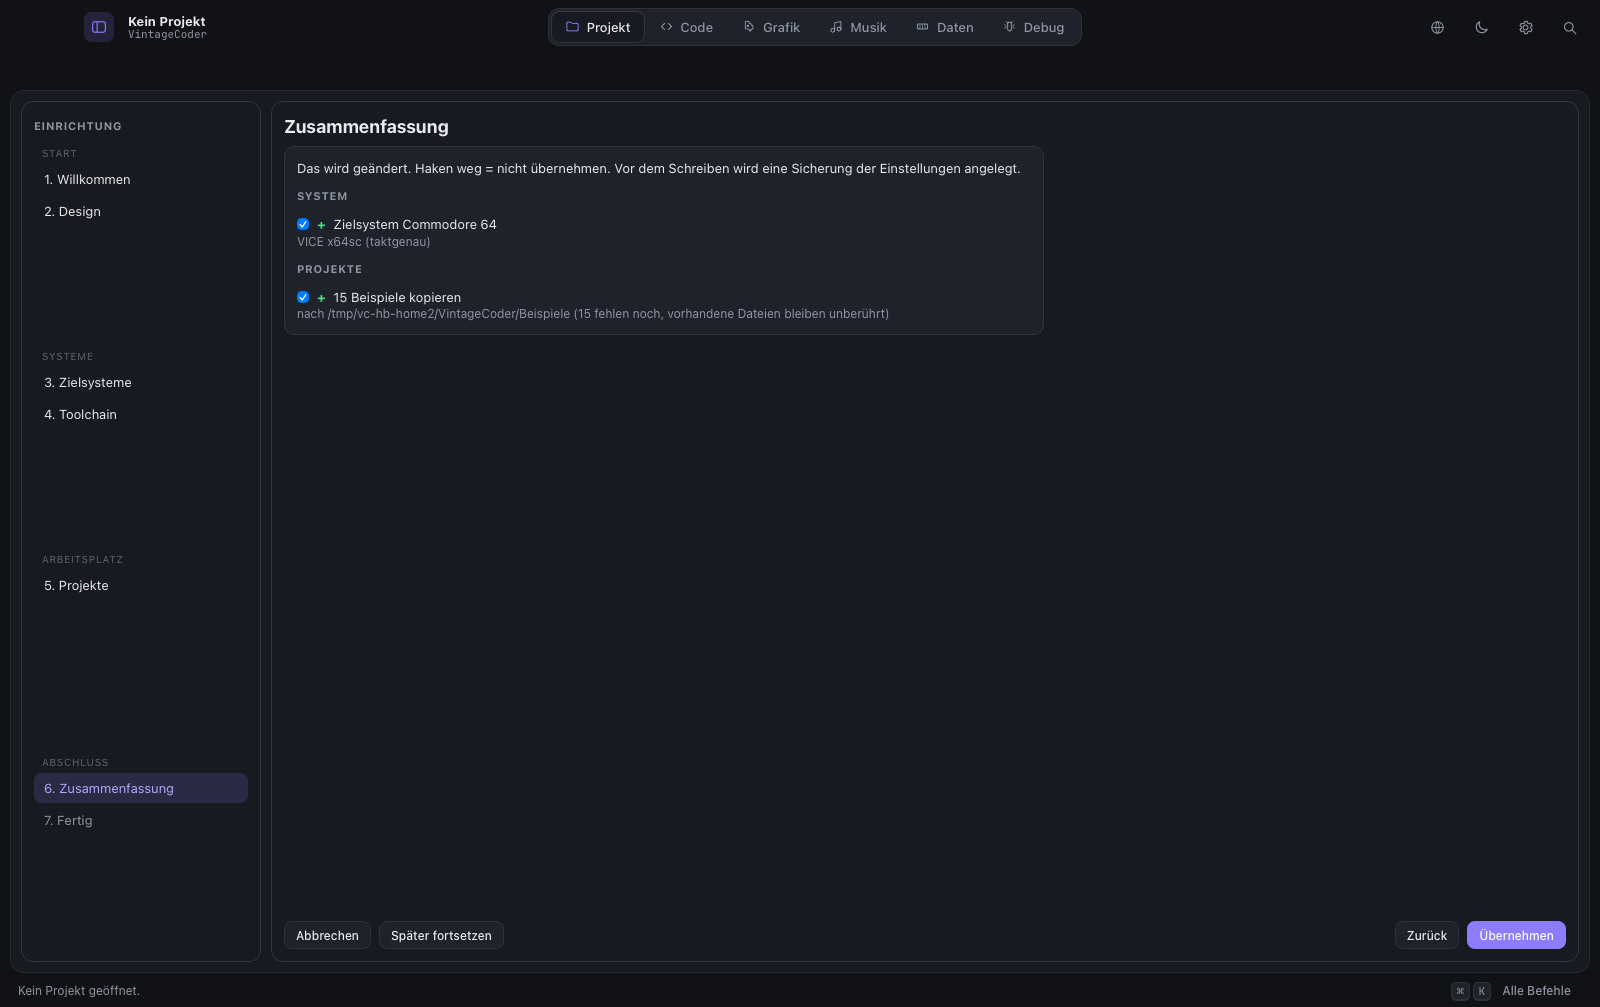 Kein Projekt
VintageCoder
Projekt
Code
Grafik
Musik
Daten
Debug
EINRICHTUNG
START
1. Willkommen
2. Design
SYSTEME
3. Zielsysteme
4. Toolchain
ARBEITSPLATZ
5. Projekte
ABSCHLUSS
6. Zusammenfassung
7. Fertig
Zusammenfassung
Das wird geändert. Haken weg = nicht übernehmen. Vor dem Schreiben wird eine Sicherung der Einstellungen angelegt.
SYSTEM
+ Zielsystem Commodore 64
VICE x64sc (taktgenau)
PROJEKTE
+ 15 Beispiele kopieren
nach /tmp/vc-hb-home2/VintageCoder/Beispiele (15 fehlen noch, vorhandene Dateien bleiben unberührt)
Abbrechen
Später fortsetzen
Zurück
Übernehmen
Kein Projekt geöffnet.
⌘ K Alle Befehle